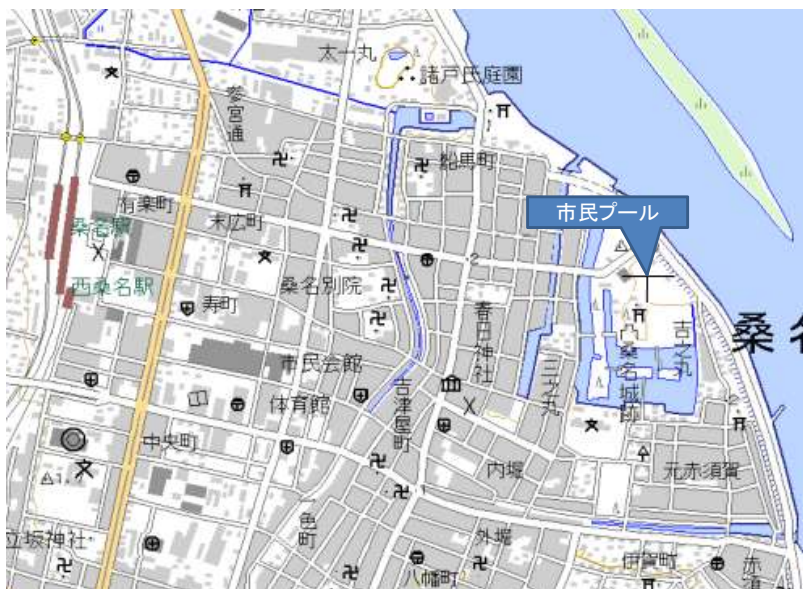 太一丸
諸戸氏庭園
参宮通
船馬町
有楽町
末広町
市民プール
桑名駅
西桑名駅
桑名別院
寿町
春日神社
三ノ丸
桑名城跡
吉之丸
桑名
市民会館
体育館
吉津屋町
中央町
内堀
元赤須賀
一色町
外堀
立坂神社
八幡町
伊賀町
赤須